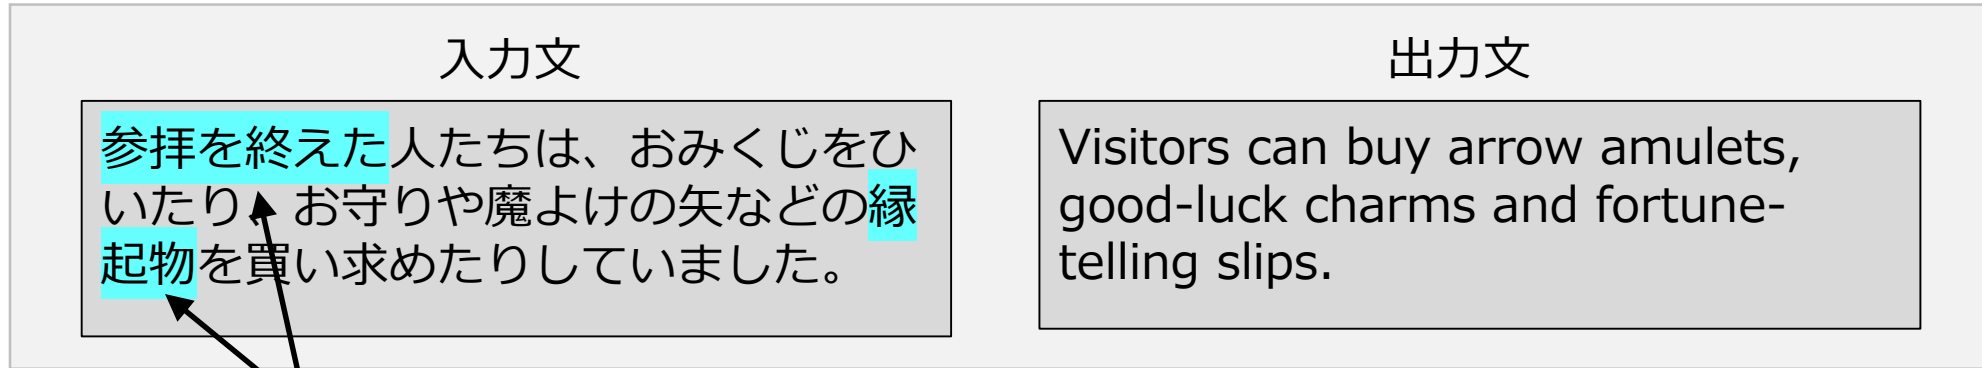 入力文
参拝を終えた人たちは、おみくじをひ
いたり、お守りや魔よけの矢などの縁
起物を買い求めたりしていました。
出力文
Visitors can buy arrow amulets,
good-luck charms and fortune-
telling slips.